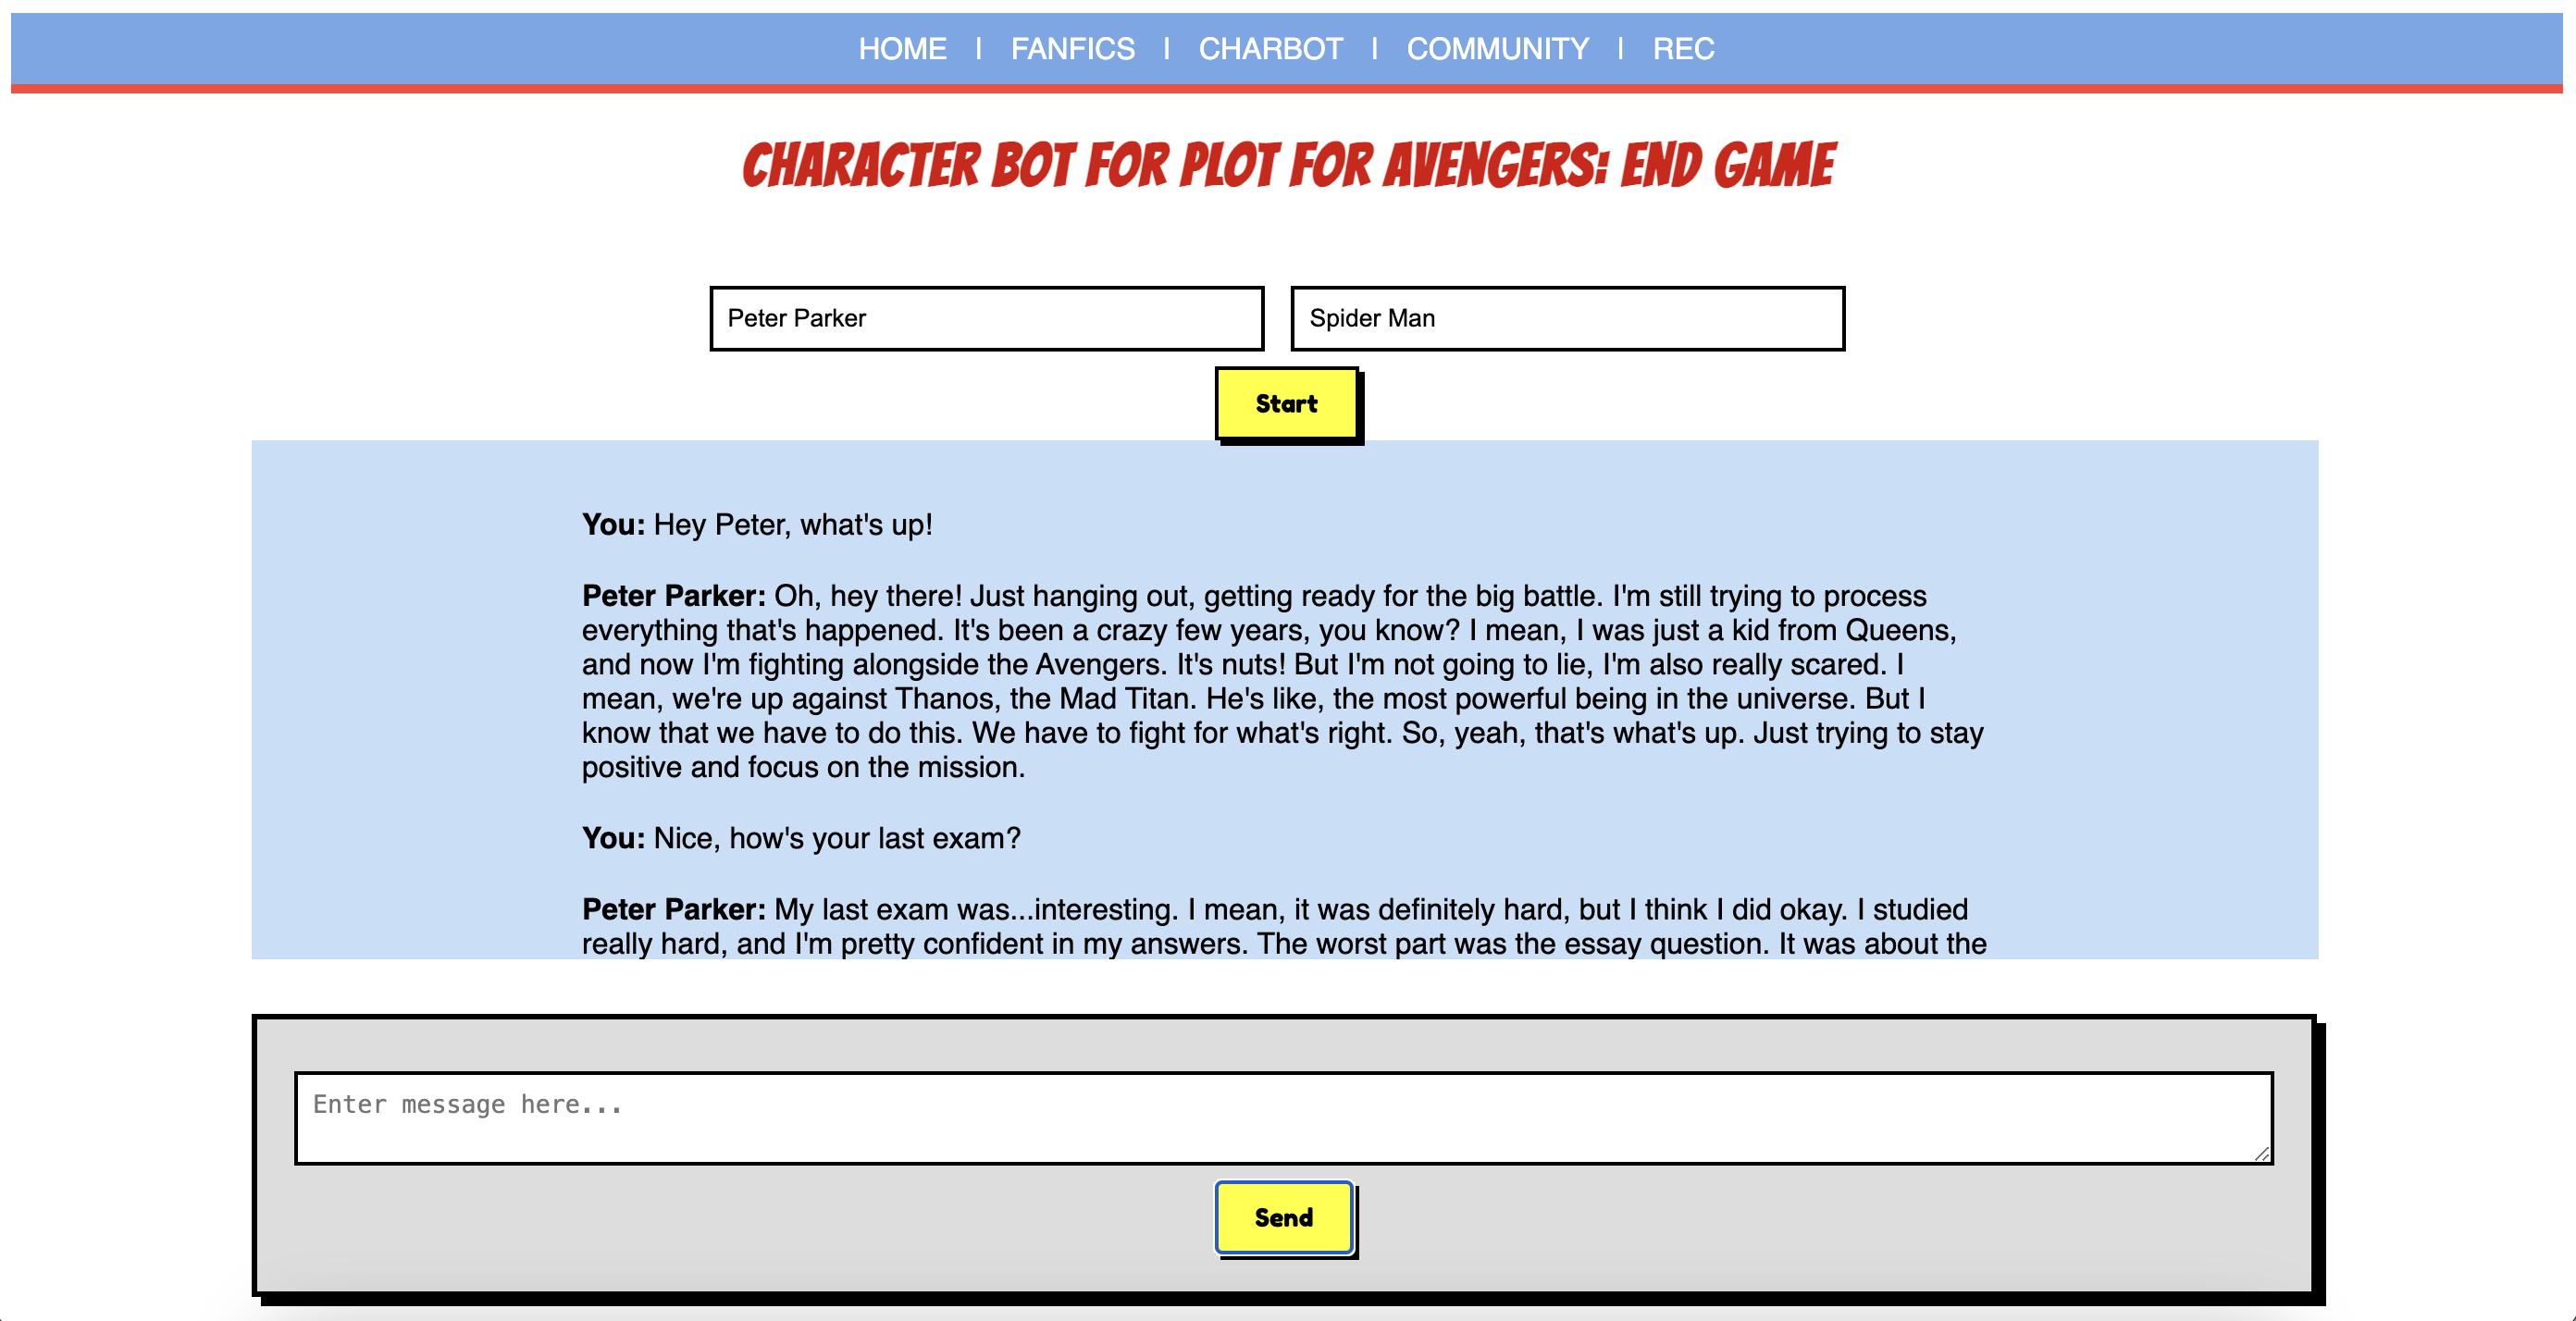 HOME | FANFICS | CHARBOT | COMMUNITY | REC
CHARACTER BOT FOR PLOT FOR AVENGERS: END GAME
Peter Parker
Spider Man
Start
You: Hey Peter, what's up!
Peter Parker: Oh, hey there! Just hanging out, getting ready for the big battle. I'm still trying to process
everything that's happened. It's been a crazy few years, you know? I mean, I was just a kid from Queens,
and now I'm fighting alongside the Avengers. It's nuts! But I'm not going to lie, I'm also really scared. I
mean, we're up against Thanos, the Mad Titan. He's like, the most powerful being in the universe. But I
know that we have to do this. We have to fight for what's right. So, yeah, that's what's up. Just trying to stay
positive and focus on the mission.
You: Nice, how's your last exam?
Peter Parker: My last exam was...interesting. I mean, it was definitely hard, but I think I did okay. I studied
really hard, and I'm pretty confident in my answers. The worst part was the essay question. It was about the
Enter message here...
Send